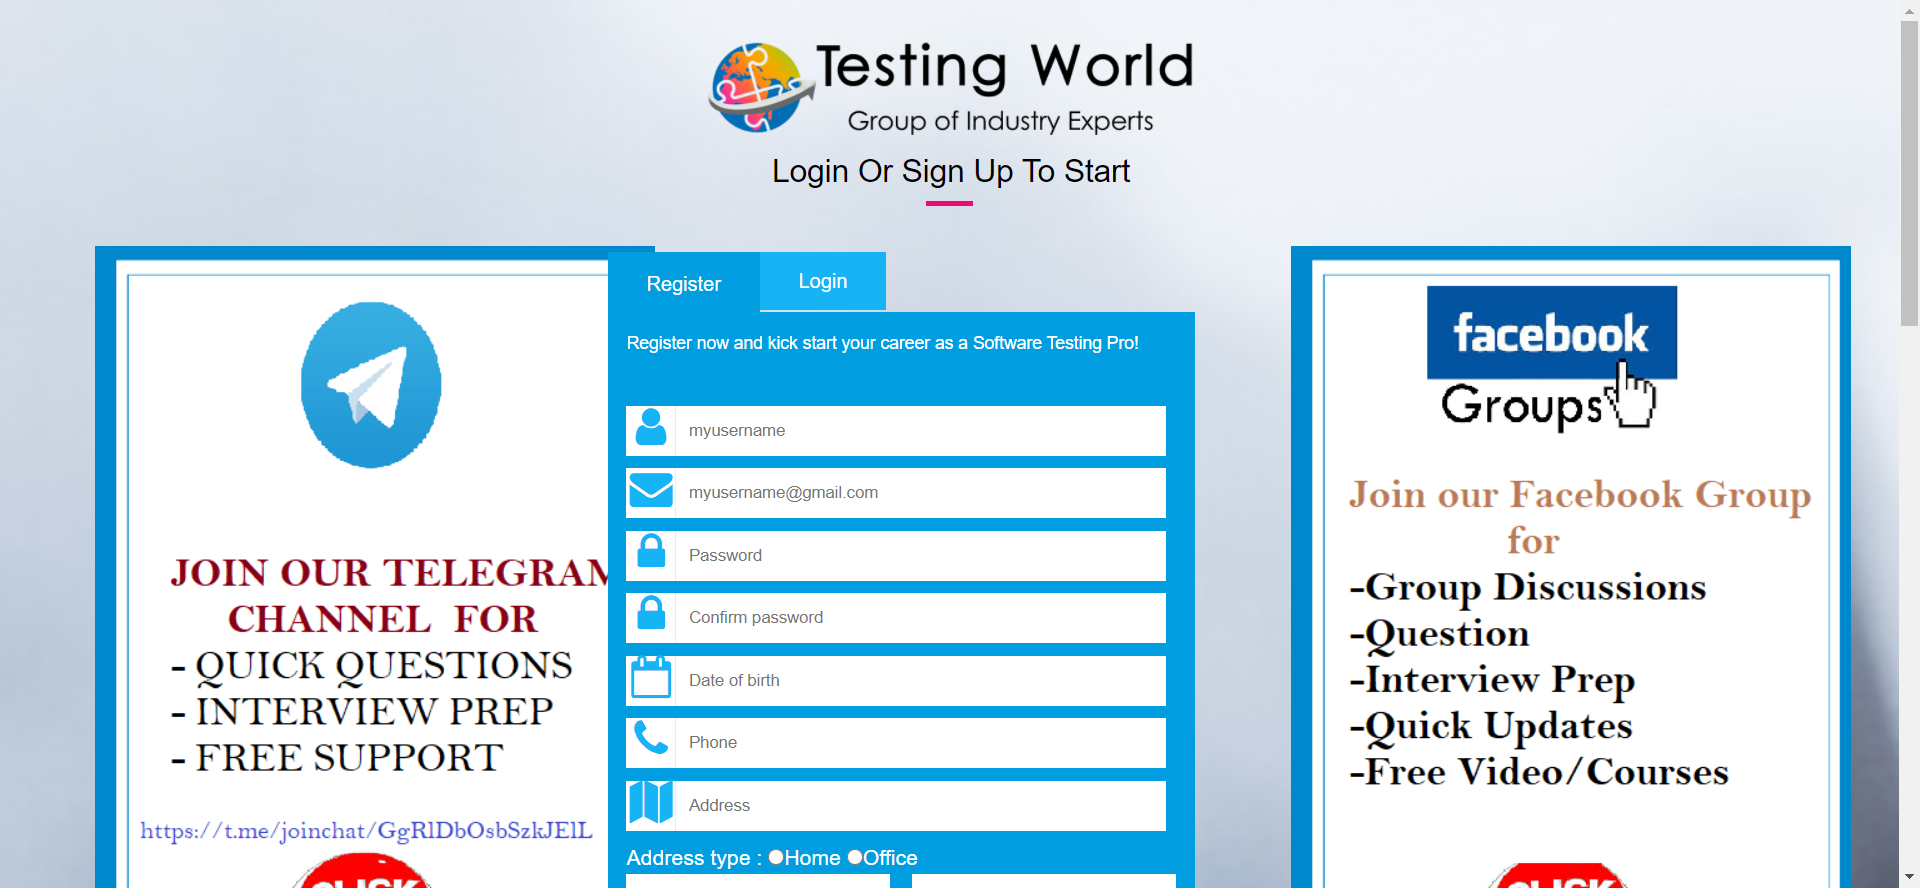 Testing World
Group of Industry Experts
Login Or Sign Up To Start
JOIN OUR TELEGRAM
CHANNEL FOR
- QUICK QUESTIONS
- INTERVIEW PREP
- FREE SUPPORT
https://t.me/joinchat/GgRlDbOsbSzkJElL
CLICK
Register
Login
Register now and kick start your career as a Software Testing Pro!
myusername
myusername@gmail.com
Password
Confirm password
Date of birth
Phone
Address
Address type : Home Office
facebook
Groups
Join our Facebook Group
for
-Group Discussions
-Question
-Interview Prep
-Quick Updates
-Free Video/Courses
CLICK